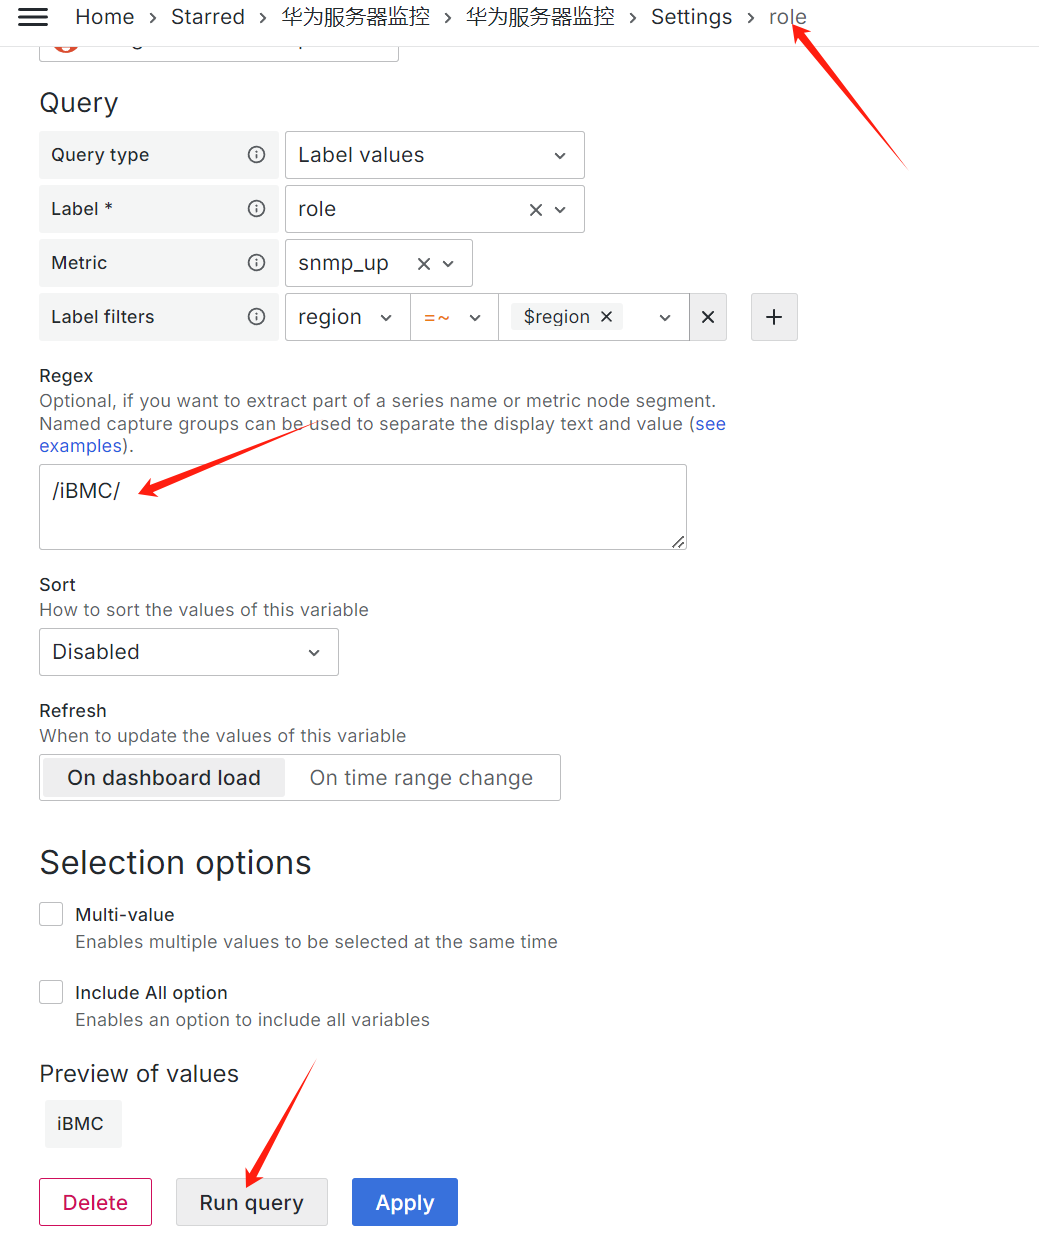 Home › Starred › 华为服务器监控 › 华为服务器监控 › Settings › role
Query
Query type Label values
Label * role
Metric snmp_up
Label filters region =~ $region
Regex
Optional, if you want to extract part of a series name or metric node segment.
Named capture groups can be used to separate the display text and value (see
examples).
/iBMC/
Sort
How to sort the values of this variable
Disabled
Refresh
When to update the values of this variable
On dashboard load On time range change
Selection options
Multi-value
Enables multiple values to be selected at the same time
Include All option
Enables an option to include all variables
Preview of values
iBMC
Delete Run query Apply